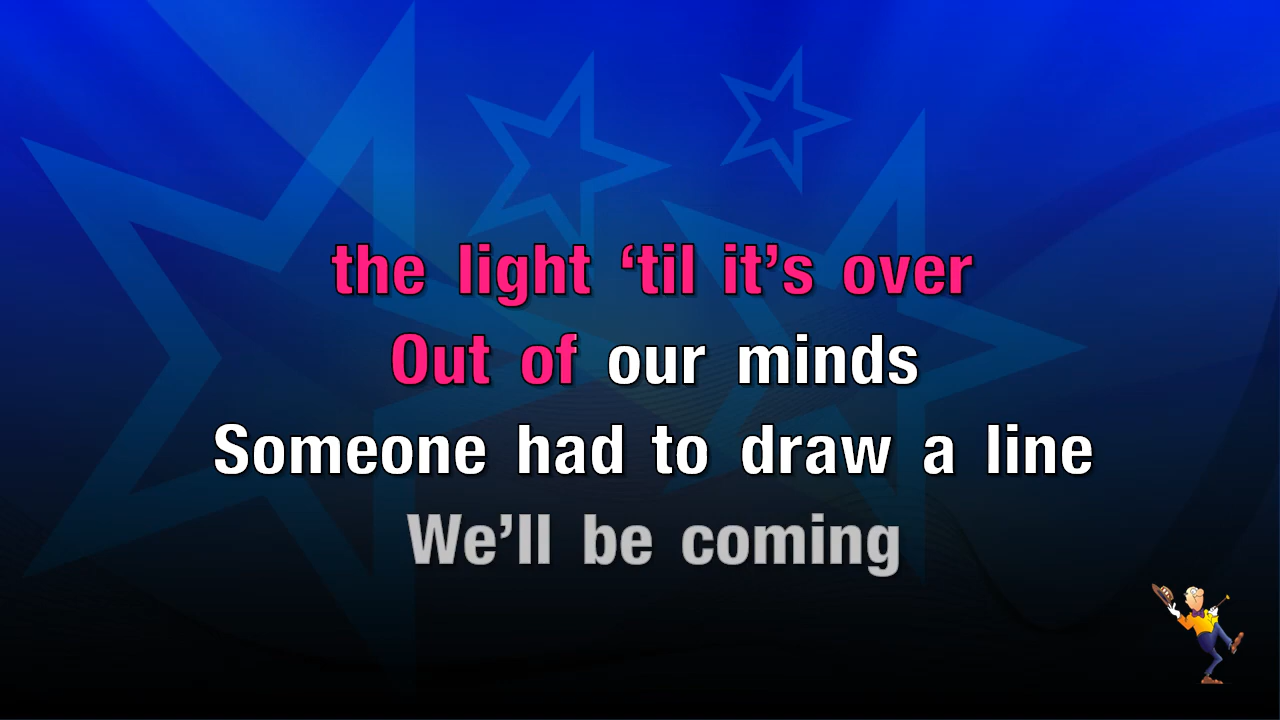 the light ‘til it’s over
Out of our minds
Someone had to draw a line
We’ll be coming